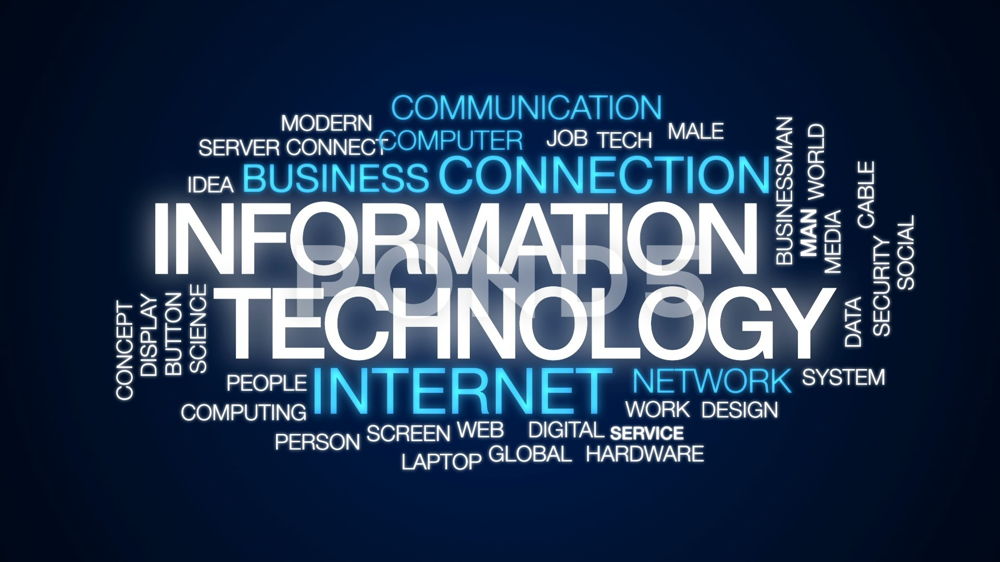 COMMUNICATION
MODERN
COMPUTER JOB TECH MALE
SERVER CONNECT
BUSINESS CONNECTION
IDEA
INFORMATION
TECHNOLOGY
POND5
BUSINESSMAN
MAN WORLD
MEDIA
CABLE
SECURITY
SOCIAL
DATA
CONCEPT
DISPLAY
BUTTON
SCIENCE
PEOPLE INTERNET NETWORK SYSTEM
COMPUTING
WORK DESIGN
PERSON SCREEN WEB DIGITAL SERVICE
LAPTOP GLOBAL HARDWARE